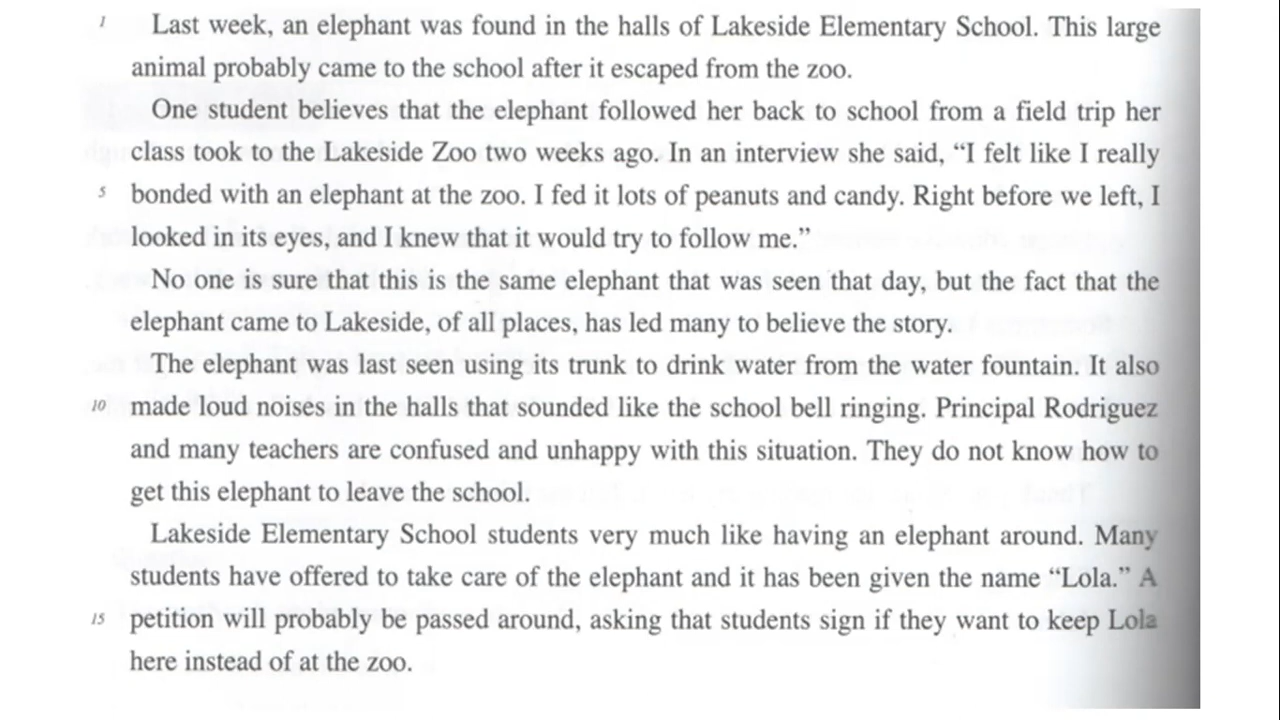 1 Last week, an elephant was found in the halls of Lakeside Elementary School. This large
animal probably came to the school after it escaped from the zoo.
One student believes that the elephant followed her back to school from a field trip her
class took to the Lakeside Zoo two weeks ago. In an interview she said, “I felt like I really
5 bonded with an elephant at the zoo. I fed it lots of peanuts and candy. Right before we left, I
looked in its eyes, and I knew that it would try to follow me.”
No one is sure that this is the same elephant that was seen that day, but the fact that the
elephant came to Lakeside, of all places, has led many to believe the story.
The elephant was last seen using its trunk to drink water from the water fountain. It also
10 made loud noises in the halls that sounded like the school bell ringing. Principal Rodriguez
and many teachers are confused and unhappy with this situation. They do not know how to
get this elephant to leave the school.
Lakeside Elementary School students very much like having an elephant around. Many
students have offered to take care of the elephant and it has been given the name “Lola.” A
15 petition will probably be passed around, asking that students sign if they want to keep Lola
here instead of at the zoo.